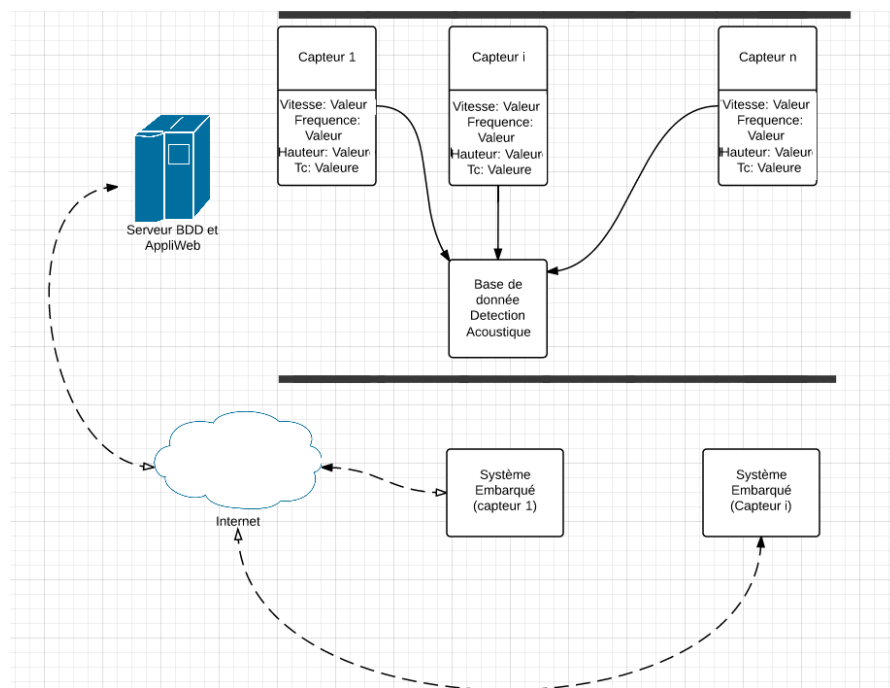 Capteur 1
Vitesse: Valeur
Frequence:
Valeur
Hauteur: Valeur
Tc: Valeure
Capteur i
Vitesse: Valeur
Frequence:
Valeur
Hauteur: Valeur
Tc: Valeure
Capteur n
Vitesse: Valeur
Frequence:
Valeur
Hauteur: Valeur
Tc: Valeure
Serveur BDD et
AppliWeb
Base de
donnée
Detection
Acoustique
Internet
Système
Embarqué
(capteur 1)
Système
Embarqué
(Capteur i)